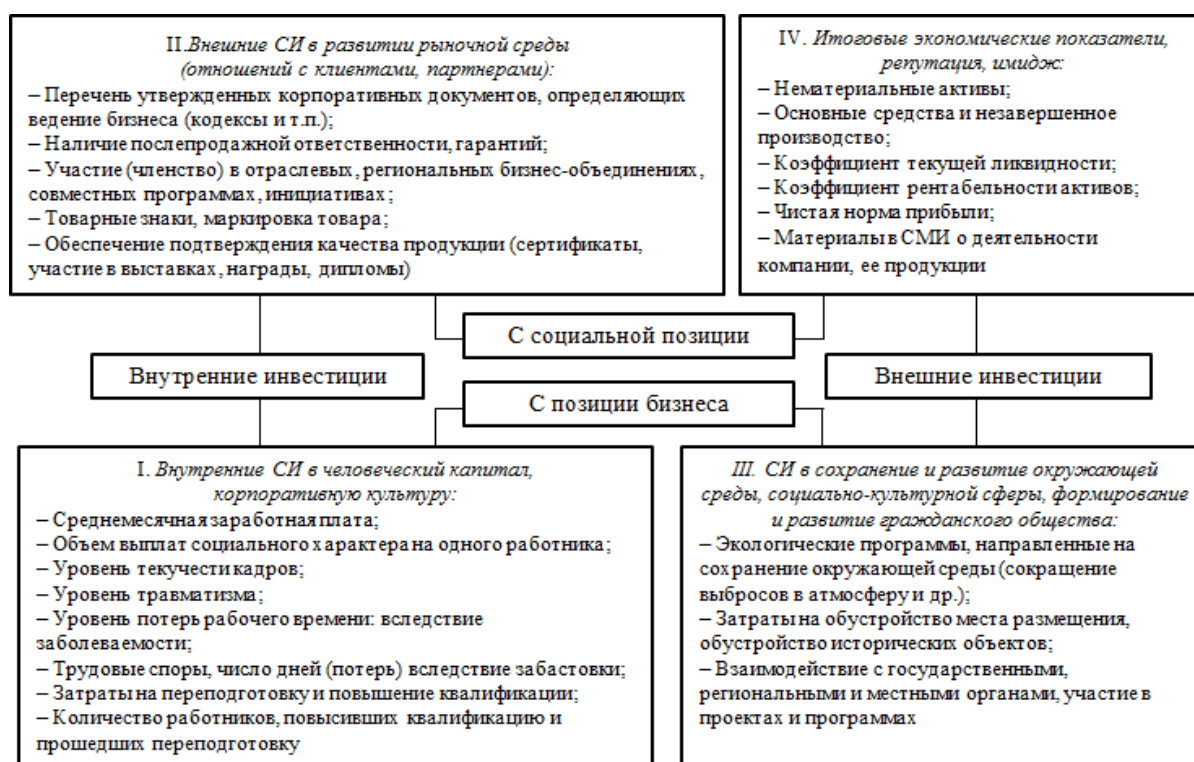 II.Внешние СИ в развитии рыночной среды
(отношений с клиентами, партнерами):
– Перечень утвержденных корпоративных документов, определяющих
ведение бизнеса (кодексы и т.п.);
– Наличие послепродажной ответственности, гарантий;
– Участие (членство) в отраслевых, региональных бизнес-объединениях,
совместных программах, инициативах;
– Товарные знаки, маркировка товара;
– Обеспечение подтверждения качества продукции (сертификаты,
участие в выставках, награды, дипломы)
IV. Итоговые экономические показатели,
репутация, имидж:
– Нематериальные активы;
– Основные средства и незавершенное
производство;
– Коэффициент текущей ликвидности;
– Коэффициент рентабельности активов;
– Чистая норма прибыли;
– Материалы в СМИ о деятельности
компании, ее продукции
С социальной позиции
Внутренние инвестиции
Внешние инвестиции
С позиции бизнеса
I. Внутренние СИ в человеческий капитал,
корпоративную культуру:
– Среднемесячная заработная плата;
– Объем выплат социального характера на одного работника;
– Уровень текучести кадров;
– Уровень травматизма;
– Уровень потерь рабочего времени: вследствие
заболеваемости;
– Трудовые споры, число дней (потерь) вследствие забастовки;
– Затраты на переподготовку и повышение квалификации;
– Количество работников, повысивших квалификацию и
прошедших переподготовку
III. СИ в сохранение и развитие окружающей
среды, социально-культурной сферы, формирование
и развитие гражданского общества:
– Экологические программы, направленные на
сохранение окружающей среды (сокращение
выбросов в атмосферу и др.);
– Затраты на обустройство места размещения,
обустройство исторических объектов;
– Взаимодействие с государственными,
региональными и местными органами, участие в
проектах и программах